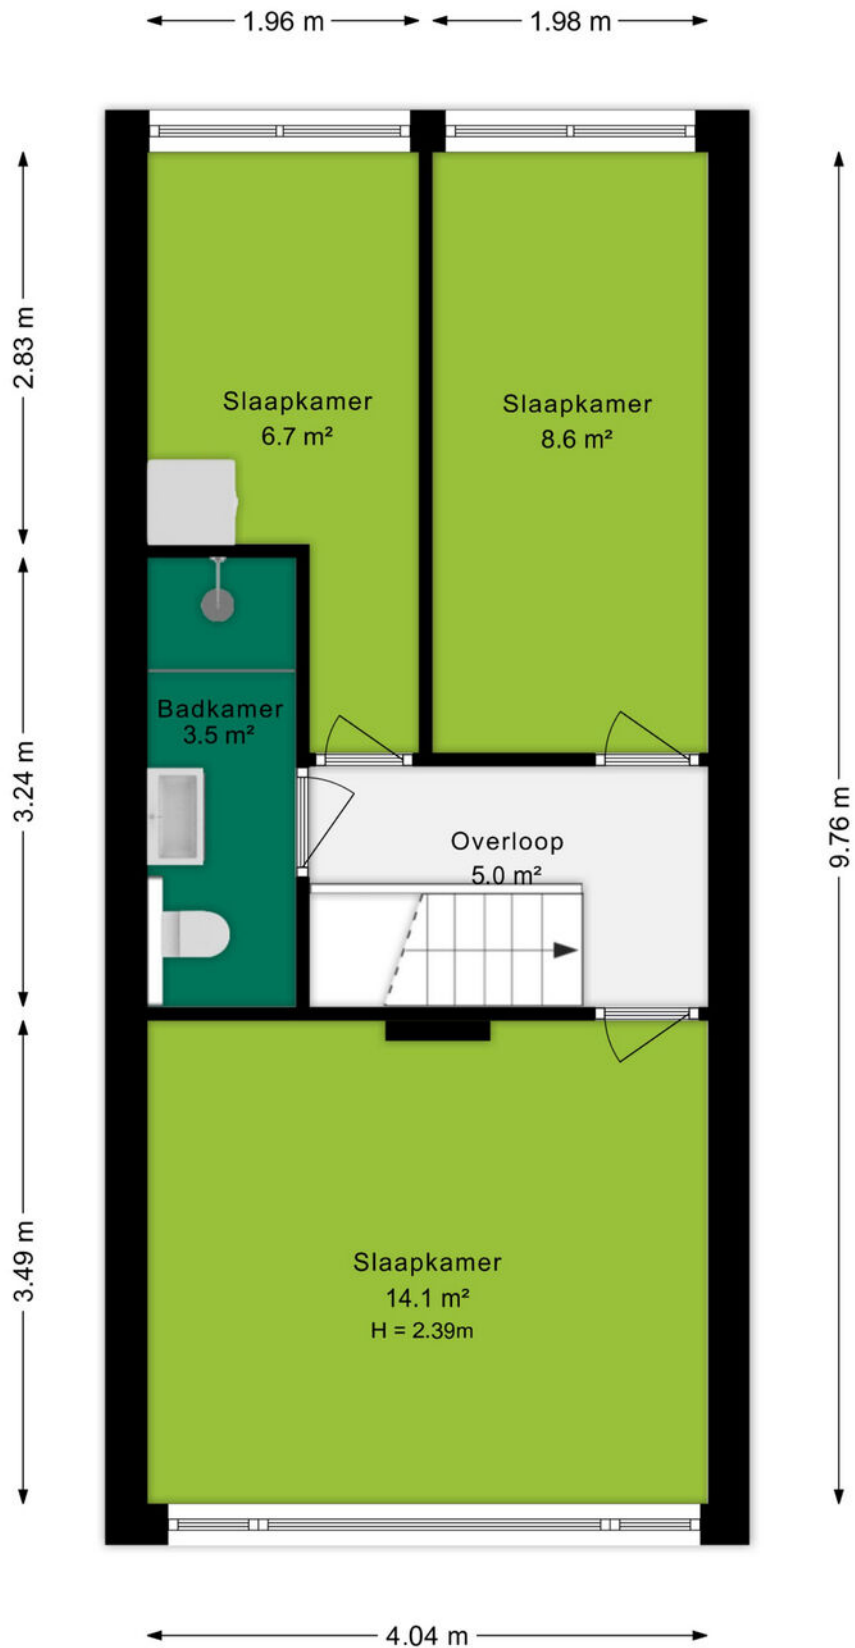 1.96 m
1.98 m
2.83 m
Slaapkamer
6.7 m²
Slaapkamer
8.6 m²
Badkamer
3.5 m²
3.24 m
Overloop
5.0 m²
9.76 m
3.49 m
Slaapkamer
14.1 m²
H = 2.39m
4.04 m